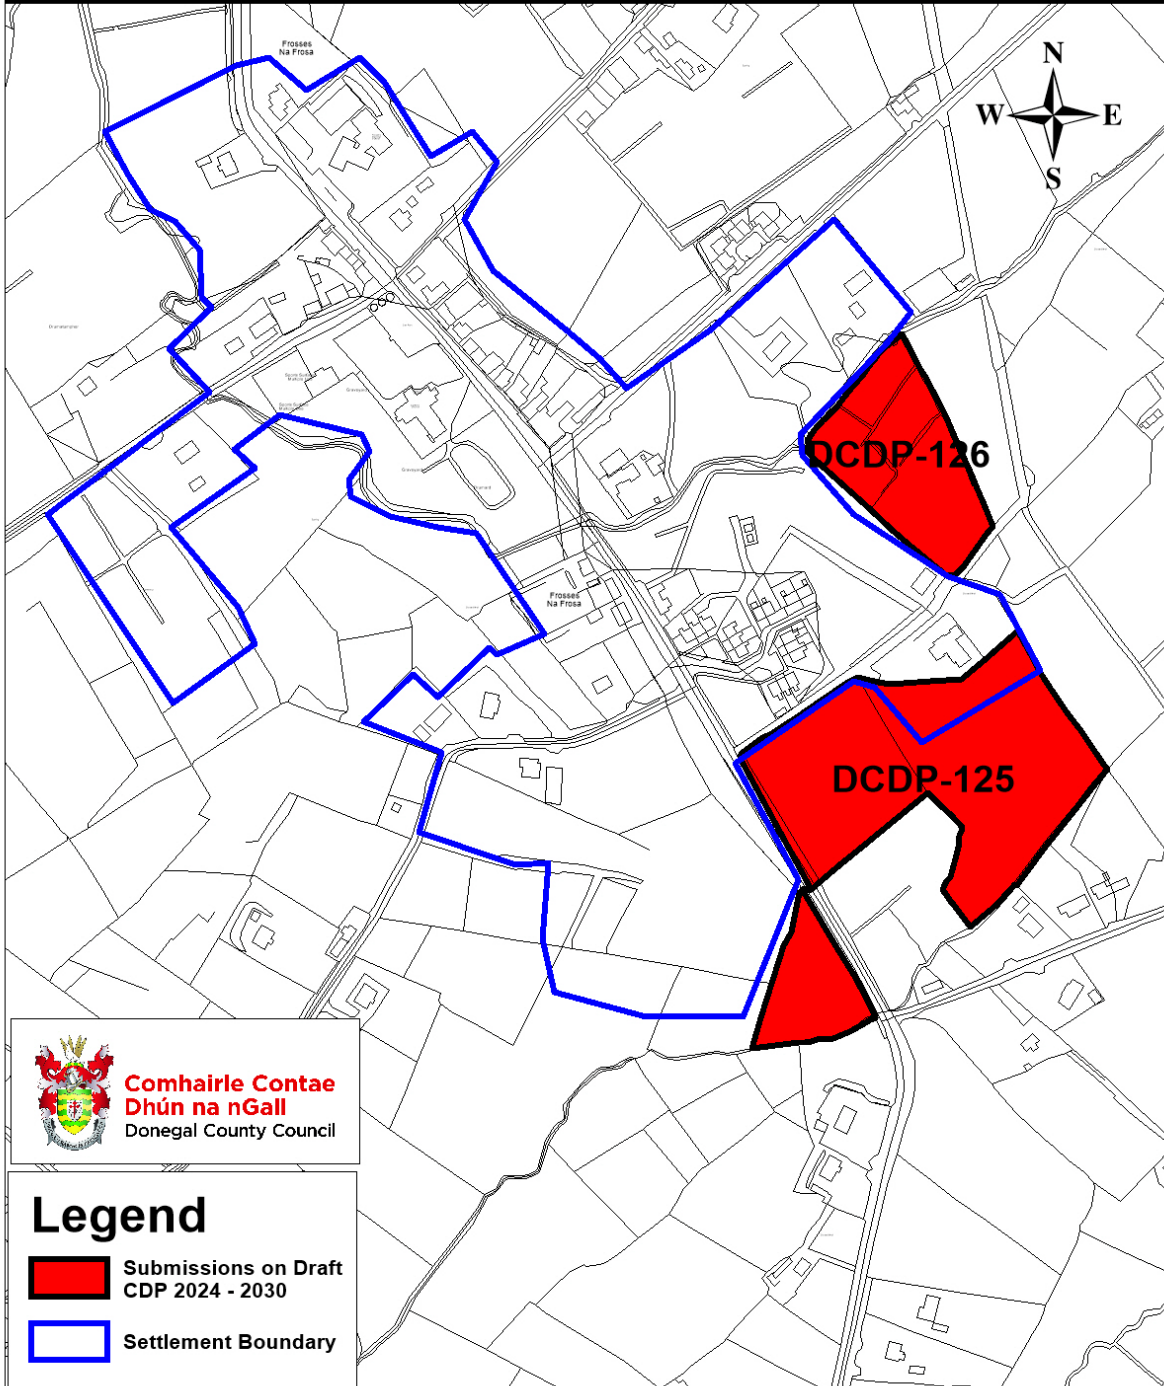 Frosses
Na Frosa
N
W E
S
DCDP-126
Frosses
Na Frosa
DCDP-125
Comhairle Contae
Dhún na nGall
Donegal County Council
Legend
Submissions on Draft
CDP 2024 - 2030
Settlement Boundary